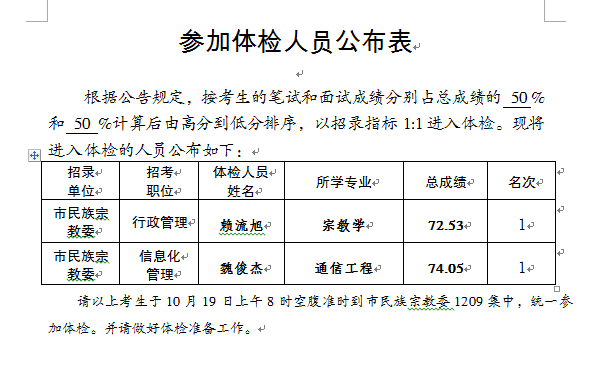 参加体检人员公布表
根据公告规定，按考生的笔试和面试成绩分别占总成绩的 50 %
和 50 %计算后由高分到低分排序，以招录指标 1:1 进入体检。现将
进入体检的人员公布如下：
招录 招考 体检人员 所学专业 总成绩 名次
单位 职位 姓名
市民族宗 行政管理 赖流旭 宗教学 72.53 1
教委
市民族宗 信息化 魏俊杰 通信工程 74.05 1
教委 管理
请以上考生于 10 月 19 日上午 8 时空腹准时到市民族宗教委 1209 集中，统一参
加体检。并请做好体检准备工作。